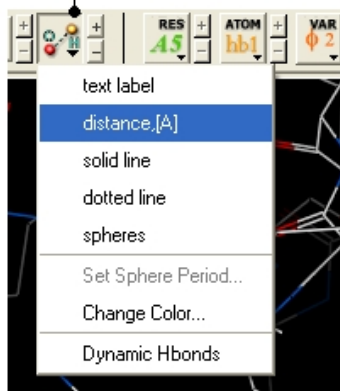 + + RES + ATOM + VAR
- - A5 - hb1 - Φ 2
H
text label
distance,[A]
solid line
dotted line
spheres
Set Sphere Period...
Change Color...
Dynamic Hbonds